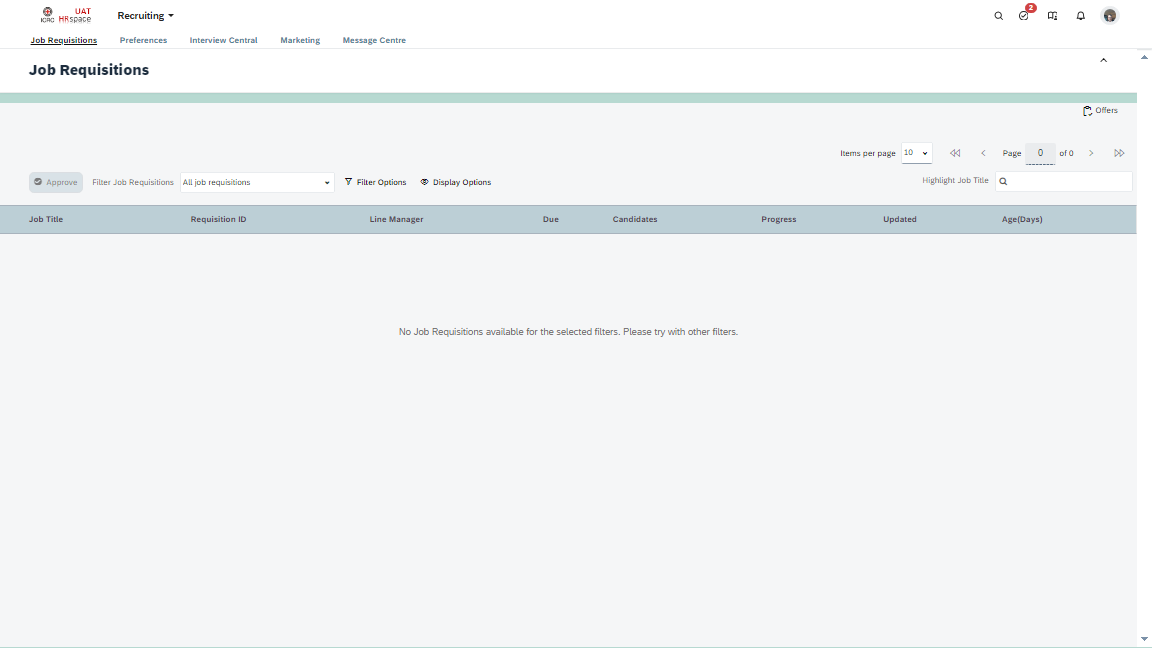 UAT
ICRC HRspace
Recruiting
2
Job Requisitions Preferences Interview Central Marketing Message Centre
Job Requisitions
Offers
Items per page 10 Page 0 of 0
Approve Filter Job Requisitions All job requisitions Filter Options Display Options Highlight Job Title
Job Title Requisition ID Line Manager Due Candidates Progress Updated Age(Days)
No Job Requisitions available for the selected filters. Please try with other filters.